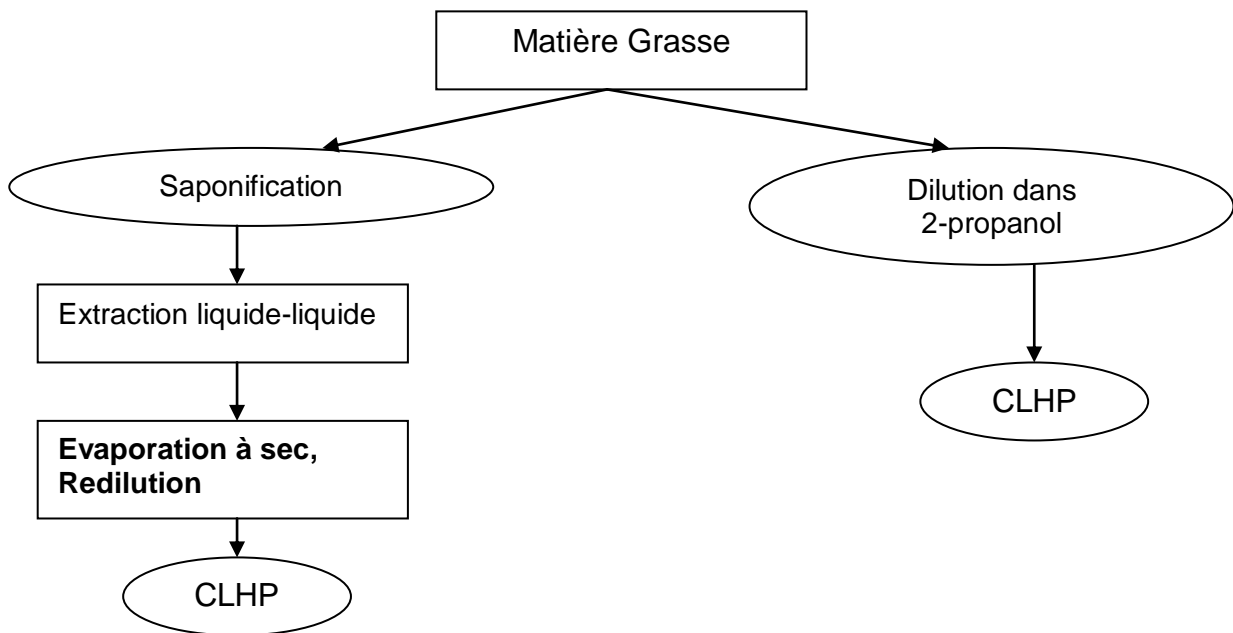 Matière Grasse
Saponification
Dilution dans
2-propanol
Extraction liquide-liquide
CLHP
Evaporation à sec,
Redilution
CLHP